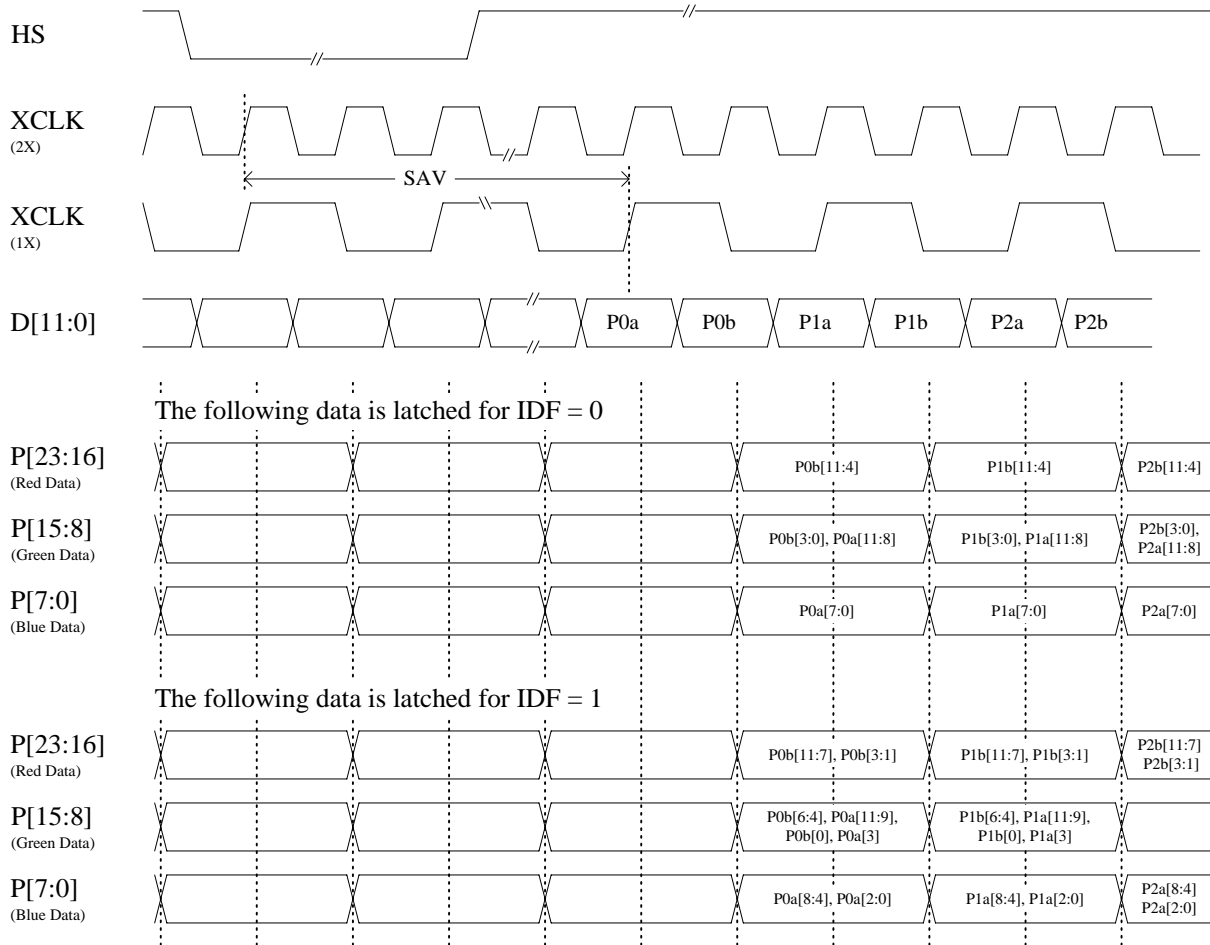 HS
XCLK
(2X)
SAV
XCLK
(1X)
D[11:0]
P0a P0b P1a P1b P2a P2b
The following data is latched for IDF = 0
P[23:16]
(Red Data)
P0b[11:4] P1b[11:4] P2b[11:4]
P[15:8]
(Green Data)
P0b[3:0], P0a[11:8] P1b[3:0], P1a[11:8] P2b[3:0],
P2a[11:8]
P[7:0]
(Blue Data)
P0a[7:0] P1a[7:0] P2a[7:0]
The following data is latched for IDF = 1
P[23:16]
(Red Data)
P0b[11:7], P0b[3:1] P1b[11:7], P1b[3:1] P2b[11:7]
P2b[3:1]
P[15:8]
(Green Data)
P0b[6:4], P0a[11:9], P1b[6:4], P1a[11:9],
P0b[0], P0a[3] P1b[0], P1a[3]
P[7:0]
(Blue Data)
P0a[8:4], P0a[2:0] P1a[8:4], P1a[2:0] P2a[8:4]
P2a[2:0]